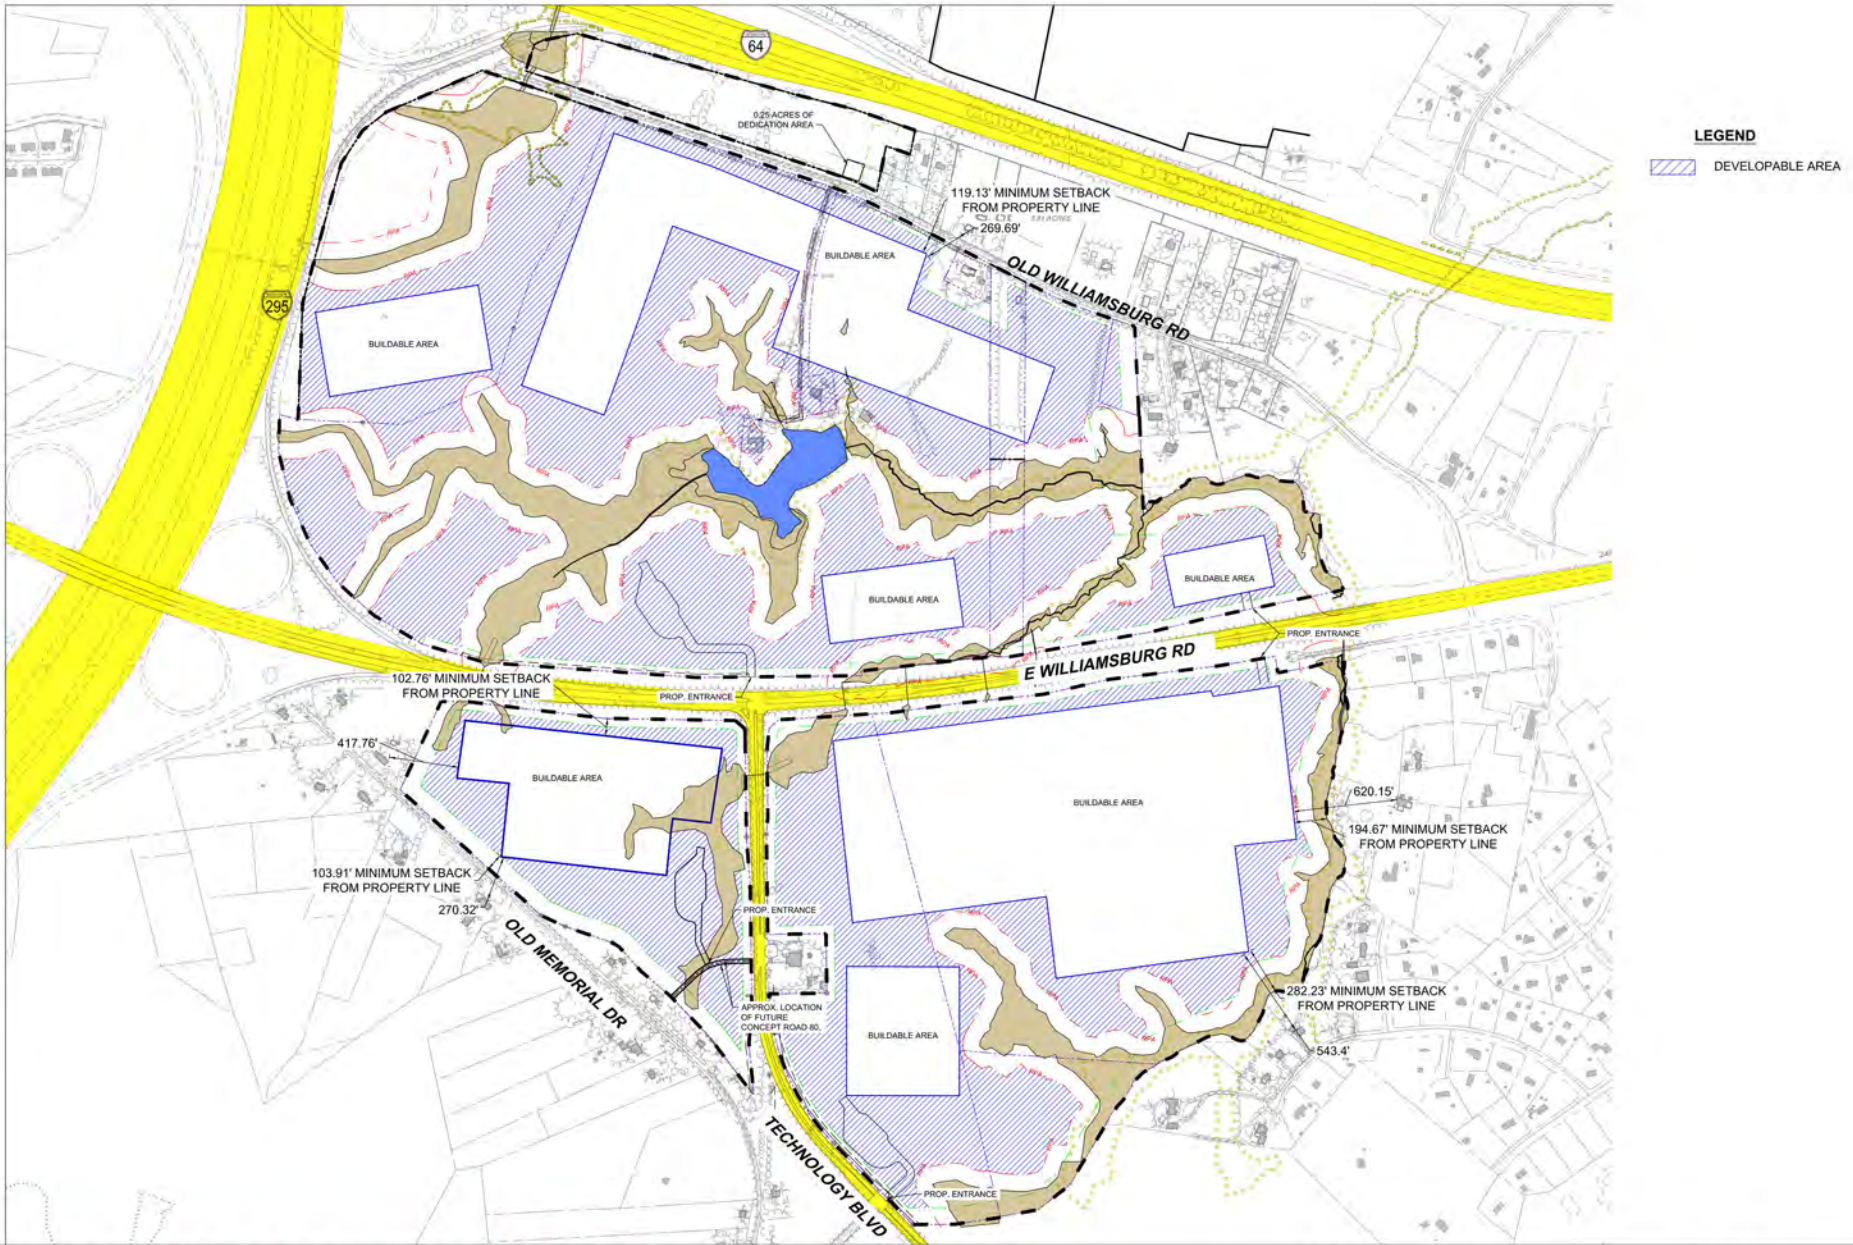 64
LEGEND
DEVELOPABLE AREA
0.25 ACRES OF
DEDICATION AREA
119.13' MINIMUM SETBACK
FROM PROPERTY LINE
269.69'
BUILDABLE AREA
OLD WILLIAMSBURG RD
295
BUILDABLE AREA
RPA
BUILDABLE AREA
BUILDABLE AREA
PROP. ENTRANCE
E WILLIAMSBURG RD
102.76' MINIMUM SETBACK
FROM PROPERTY LINE
PROP. ENTRANCE
417.76'
BUILDABLE AREA
BUILDABLE AREA
620.15'
194.67' MINIMUM SETBACK
FROM PROPERTY LINE
103.91' MINIMUM SETBACK
FROM PROPERTY LINE
270.32'
PROP. ENTRANCE
OLD MEMORIAL DR
282.23' MINIMUM SETBACK
FROM PROPERTY LINE
APPROX. LOCATION
OF FUTURE
CONCEPT ROAD 60.
BUILDABLE AREA
543.4'
TECHNOLOGY BLVD
PROP. ENTRANCE